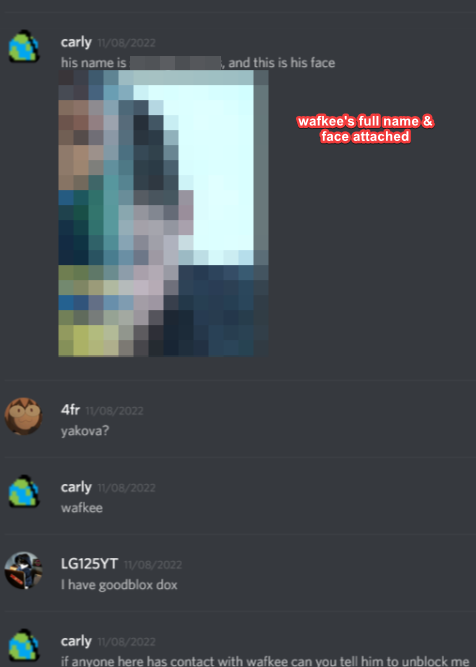 carly 11/08/2022
his name is , and this is his face
wafkee's full name &
face attached
4fr 11/08/2022
yakova?
carly 11/08/2022
wafkee
LG125YT 11/08/2022
I have goodblox dox
carly 11/08/2022
if anyone here has contact with wafkee can you tell him to unblock me